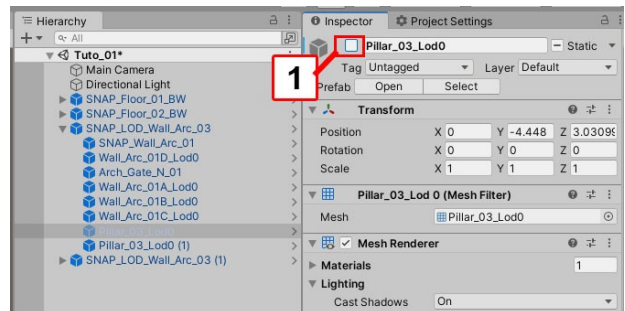 Hierarchy
All
Tuto_01*
Main Camera
Directional Light
SNAP_Floor_01_BW
SNAP_Floor_02_BW
SNAP_LOD_Wall_Arc_03
SNAP_Wall_Arc_01
Wall_Arc_01D_Lod0
Arch_Gate_N_01
Wall_Arc_01A_Lod0
Wall_Arc_01B_Lod0
Wall_Arc_01C_Lod0
Pillar_03_Lod0
Pillar_03_Lod0 (1)
SNAP_LOD_Wall_Arc_03 (1)
1
Inspector Project Settings
Pillar_03_Lod0 Static
Tag Untagged Layer Default
Prefab Open Select
Transform
Position X 0 Y -4.448 Z 3.03099
Rotation X 0 Y 0 Z 0
Scale X 1 Y 1 Z 1
Pillar_03_Lod 0 (Mesh Filter)
Mesh Pillar_03_Lod0
Mesh Renderer
Materials 1
Lighting
Cast Shadows On